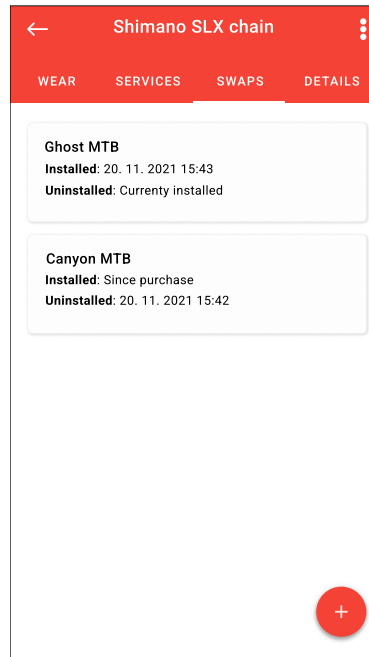 Shimano SLX chain
WEAR SERVICES SWAPS DETAILS
Ghost MTB
Installed: 20. 11. 2021 15:43
Uninstalled: Currenty installed
Canyon MTB
Installed: Since purchase
Uninstalled: 20. 11. 2021 15:42